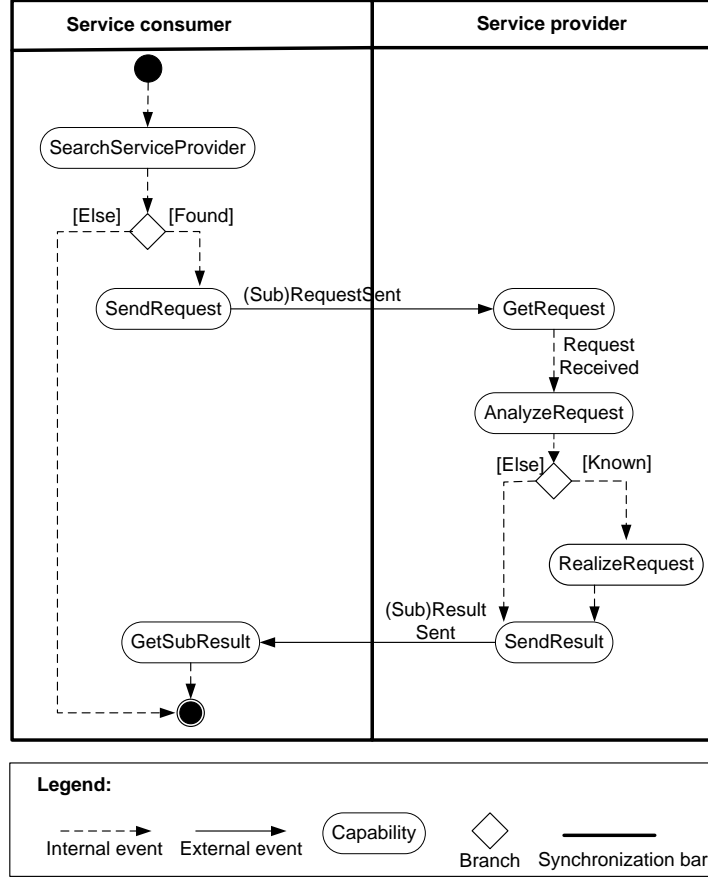 Service consumer
Service provider
SearchServiceProvider
[Else]
[Found]
SendRequest
(Sub)RequestSent
GetRequest
Request
Received
AnalyzeRequest
[Else]
[Known]
RealizeRequest
(Sub)Result
Sent
GetSubResult
SendResult
Legend:
Internal event
External event
Capability
Branch
Synchronization bar